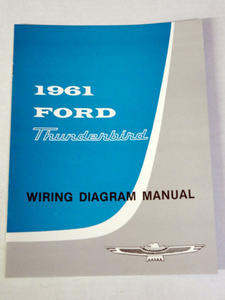 1961
FORD
Thunderbird
WIRING DIAGRAM MANUAL